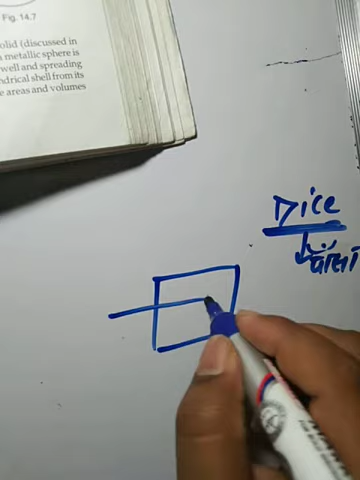 Fig. 14.7
olid (discussed in
metallic sphere is
well and spreading
ndrical shell from its
e areas and volumes
Dice